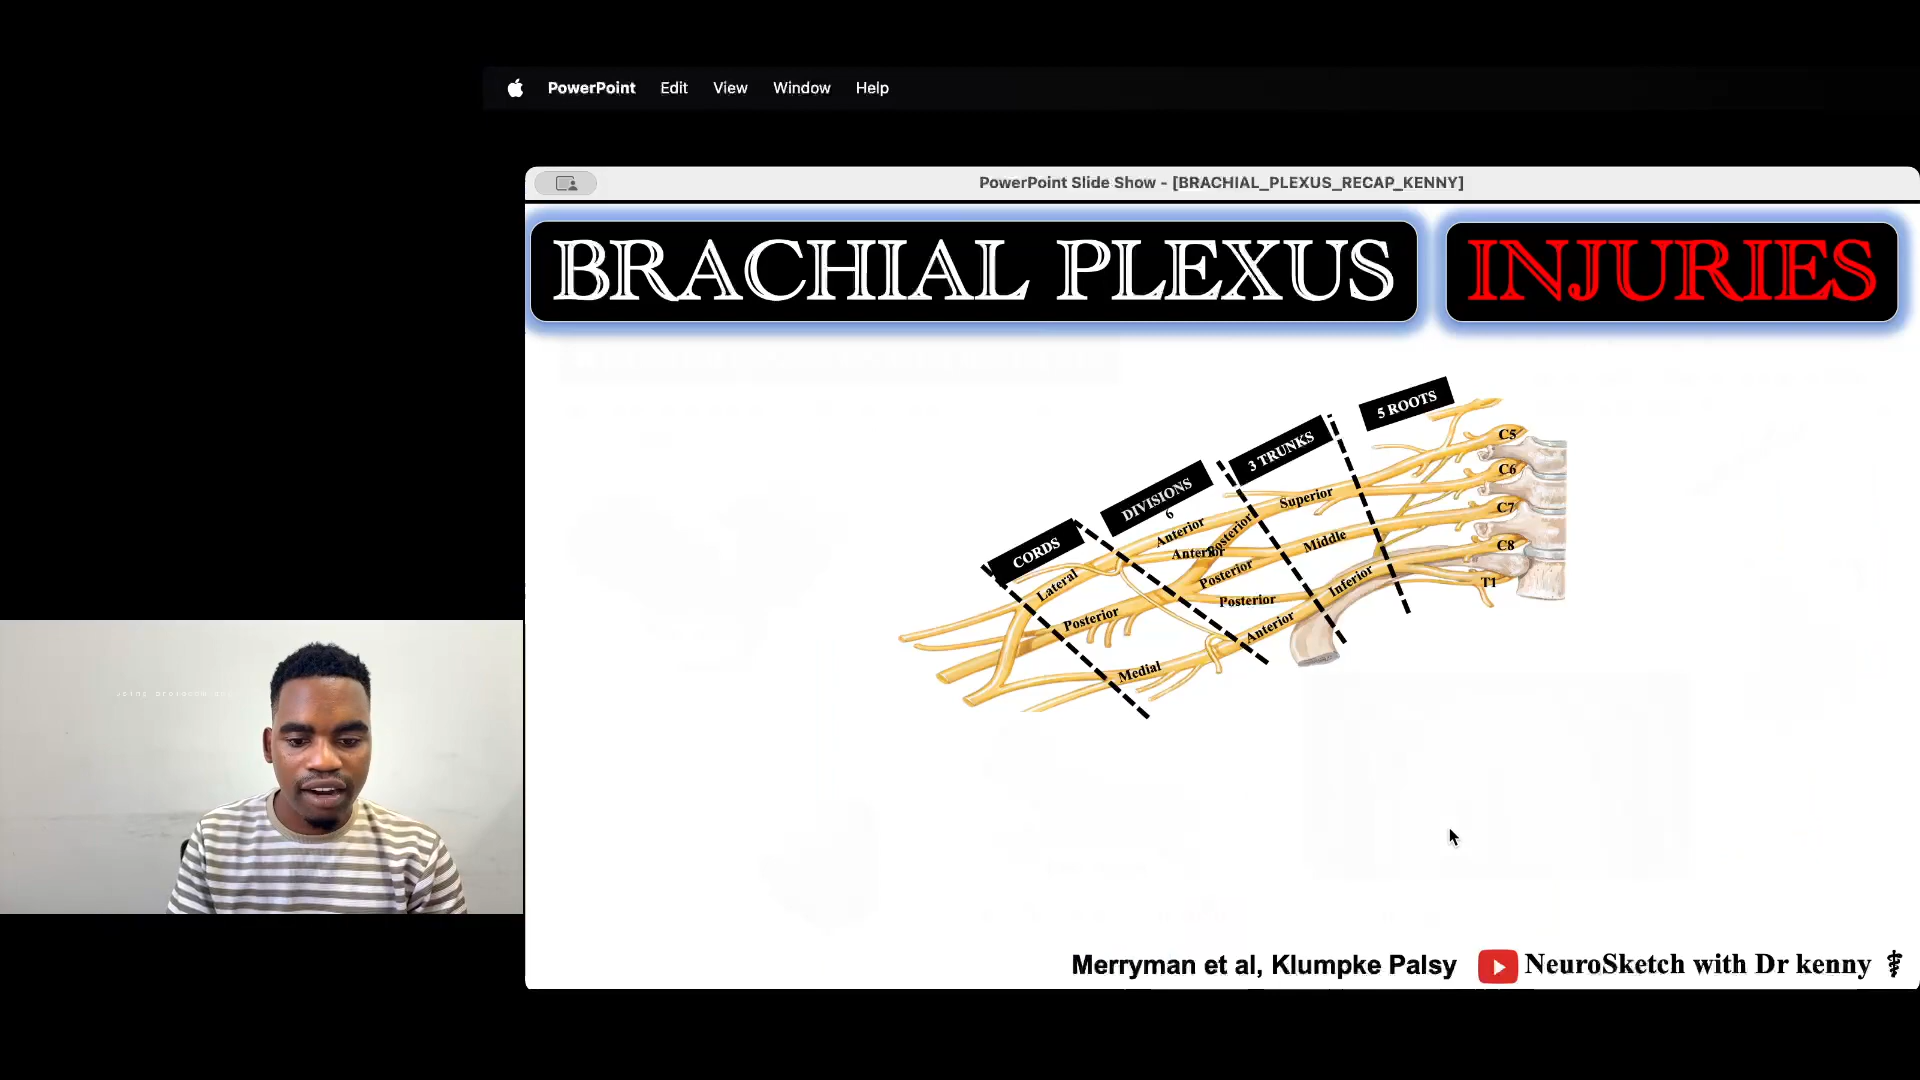 PowerPoint Edit View Window Help
PowerPoint Slide Show - [BRACHIAL_PLEXUS_RECAP_KENNY]
BRACHIAL PLEXUS
INJURIES
5 ROOTS
3 TRUNKS
DIVISIONS
6
CORDS
C5
C6
C7
C8
T1
Superior
Middle
Inferior
Anterior
Posterior
Anterior
Posterior
Posterior
Anterior
Lateral
Posterior
Medial
Merryman et al, Klumpke Palsy
NeuroSketch with Dr kenny